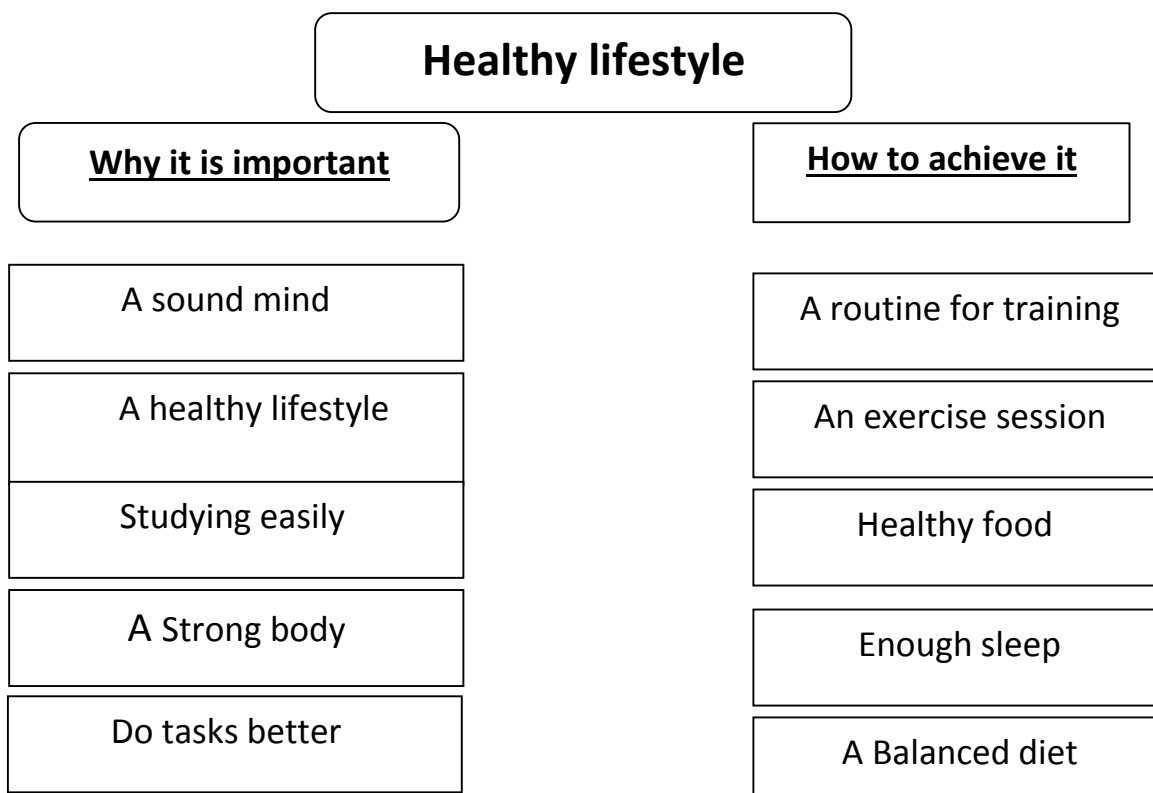 Healthy lifestyle
Why it is important
How to achieve it
A sound mind
A healthy lifestyle
Studying easily
A Strong body
Do tasks better
A routine for training
An exercise session
Healthy food
Enough sleep
A Balanced diet